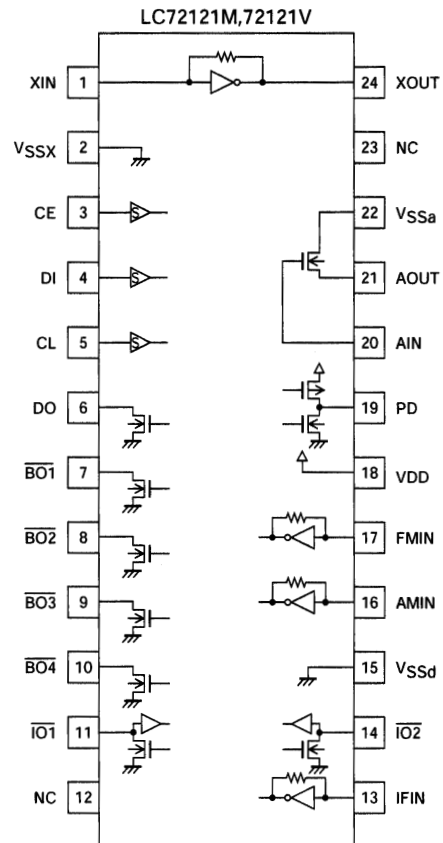 LC72121M,72121V
XIN 1 24 XOUT
VSSX 2 23 NC
CE 3 S 22 VSSa
DI 4 S 21 AOUT
CL 5 S 20 AIN
DO 6 19 PD
BO1 7 18 VDD
BO2 8 17 FMIN
BO3 9 16 AMIN
BO4 10 15 VSSd
IO1 11 14 IO2
NC 12 13 IFIN